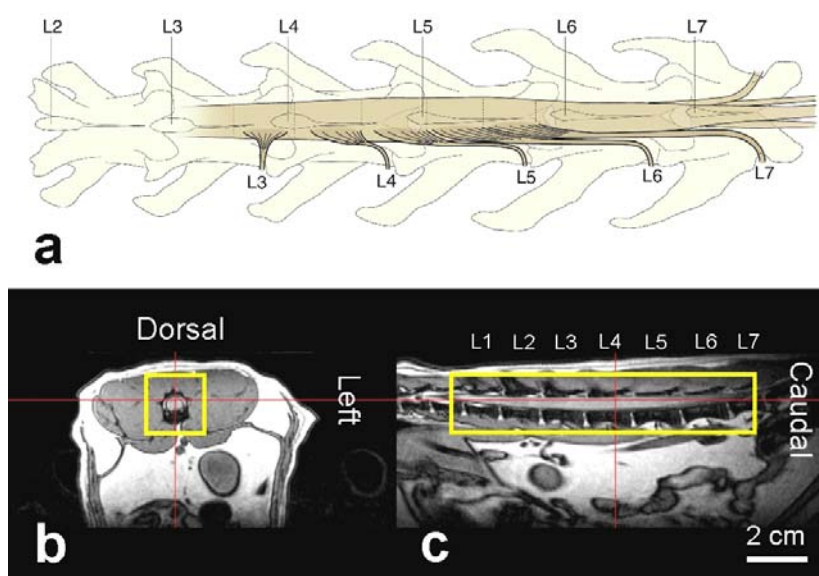 L2 L3 L4 L5 L6 L7
L3 L4 L5 L6 L7
a
Dorsal
Left
b
L1 L2 L3 L4 L5 L6 L7
Caudal
c
2 cm